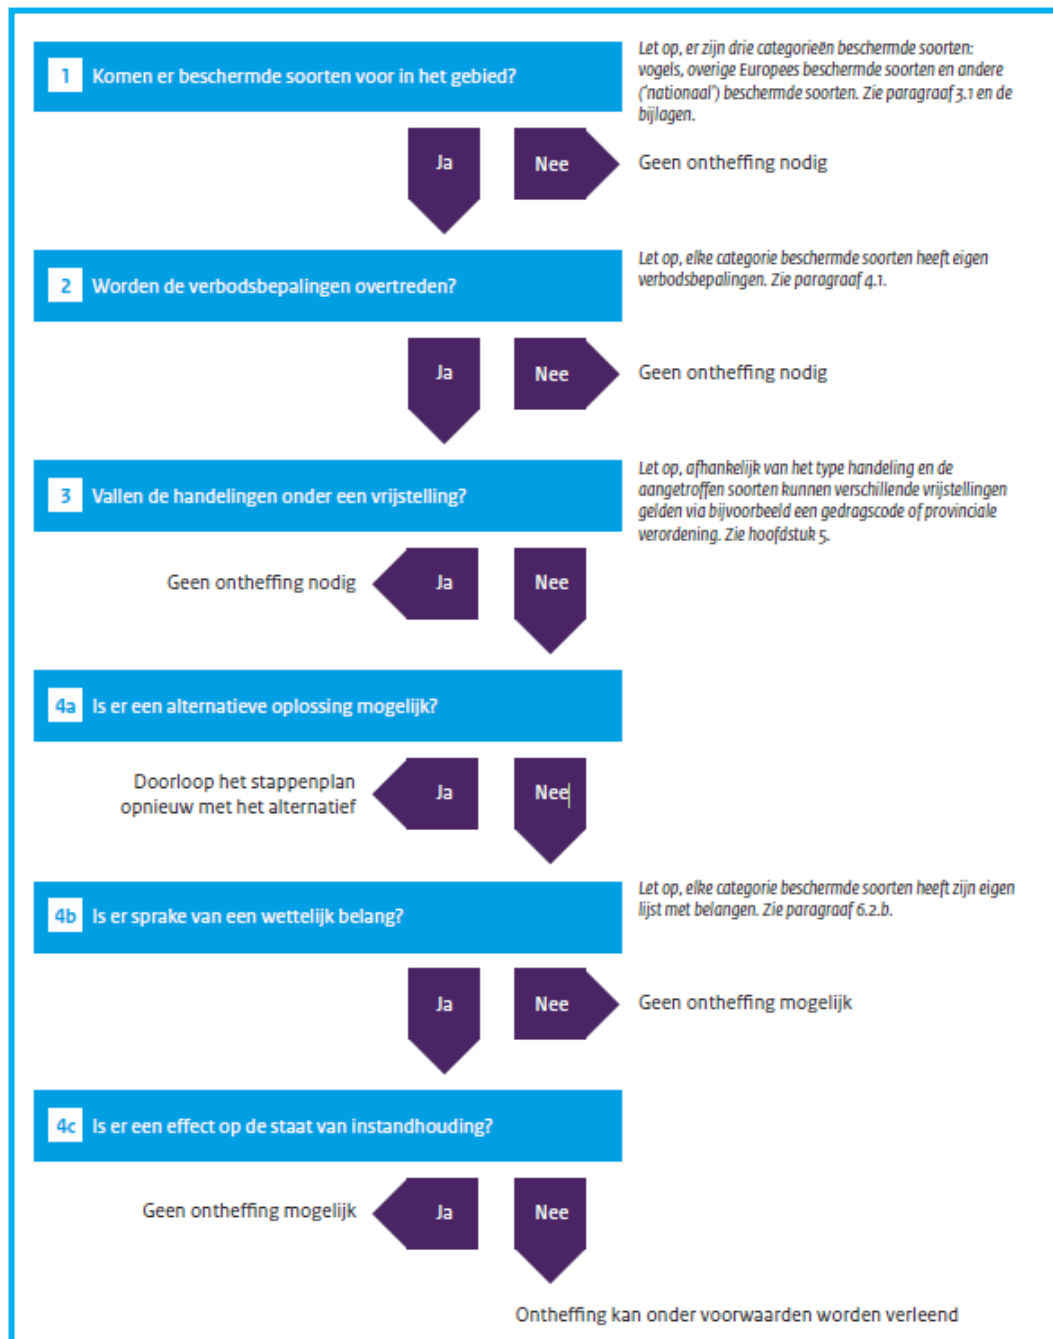 1 Komen er beschermde soorten voor in het gebied?
Let op, er zijn drie categorieën beschermde soorten:
vogels, overige Europees beschermde soorten en andere
('nationaal') beschermde soorten. Zie paragraaf 3.1 en de
bijlagen.
Ja
Nee
Geen ontheffing nodig
2 Worden de verbodsbepalingen overtreden?
Let op, elke categorie beschermde soorten heeft eigen
verbodsbepalingen. Zie paragraaf 4.1.
Ja
Nee
Geen ontheffing nodig
3 Vallen de handelingen onder een vrijstelling?
Let op, afhankelijk van het type handeling en de
aangetroffen soorten kunnen verschillende vrijstellingen
gelden via bijvoorbeeld een gedragscode of provinciale
verordening. Zie hoofdstuk 5.
Geen ontheffing nodig
Ja
Nee
4a Is er een alternatieve oplossing mogelijk?
Doorloop het stappenplan
opnieuw met het alternatief
Ja
Nee
4b Is er sprake van een wettelijk belang?
Let op, elke categorie beschermde soorten heeft zijn eigen
lijst met belangen. Zie paragraaf 6.2.b.
Ja
Nee
Geen ontheffing mogelijk
4c Is er een effect op de staat van instandhouding?
Geen ontheffing mogelijk
Ja
Nee
Ontheffing kan onder voorwaarden worden verleend